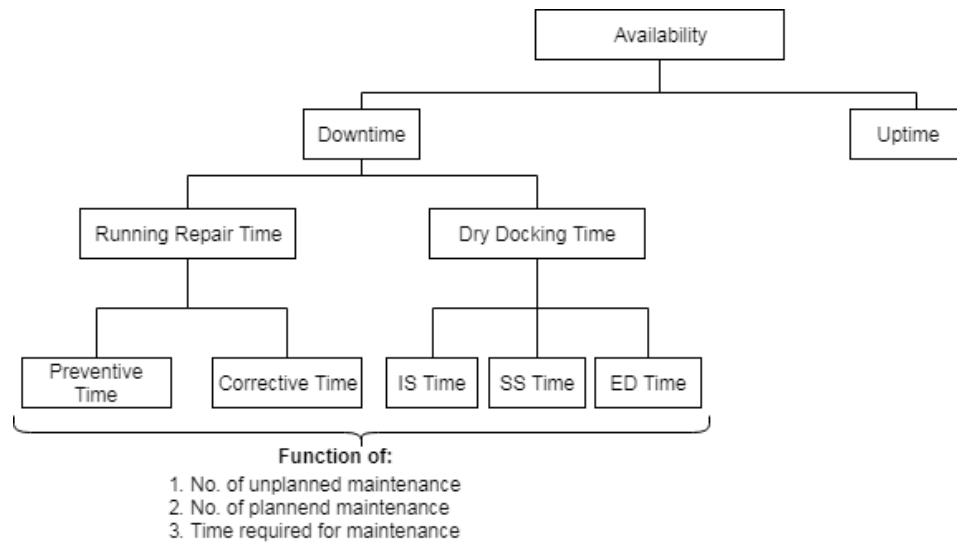 Availability
Downtime
Uptime
Running Repair Time
Dry Docking Time
Preventive
Time
Corrective Time
IS Time
SS Time
ED Time
Function of:
1. No. of unplanned maintenance
2. No. of plannend maintenance
3. Time required for maintenance